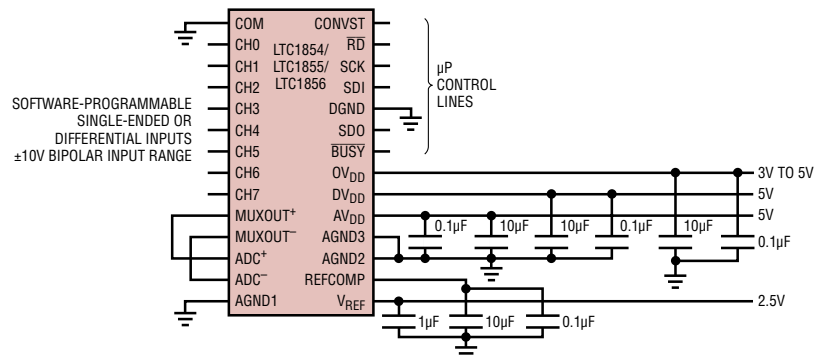 COM CONVST
CH0 LTC1854/ RD
CH1 LTC1855/ SCK
CH2 LTC1856 SDI
CH3 DGND
CH4 SDO
CH5 BUSY
CH6 OVDD
CH7 DVDD
MUXOUT+ AVDD
MUXOUT– AGND3
ADC+ AGND2
ADC– REFCOMP
AGND1 VREF
SOFTWARE-PROGRAMMABLE
SINGLE-ENDED OR
DIFFERENTIAL INPUTS
±10V BIPOLAR INPUT RANGE
µP
CONTROL
LINES
3V TO 5V
5V
5V
0.1µF 10µF 10µF 0.1µF 10µF
0.1µF
2.5V
1µF 10µF 0.1µF